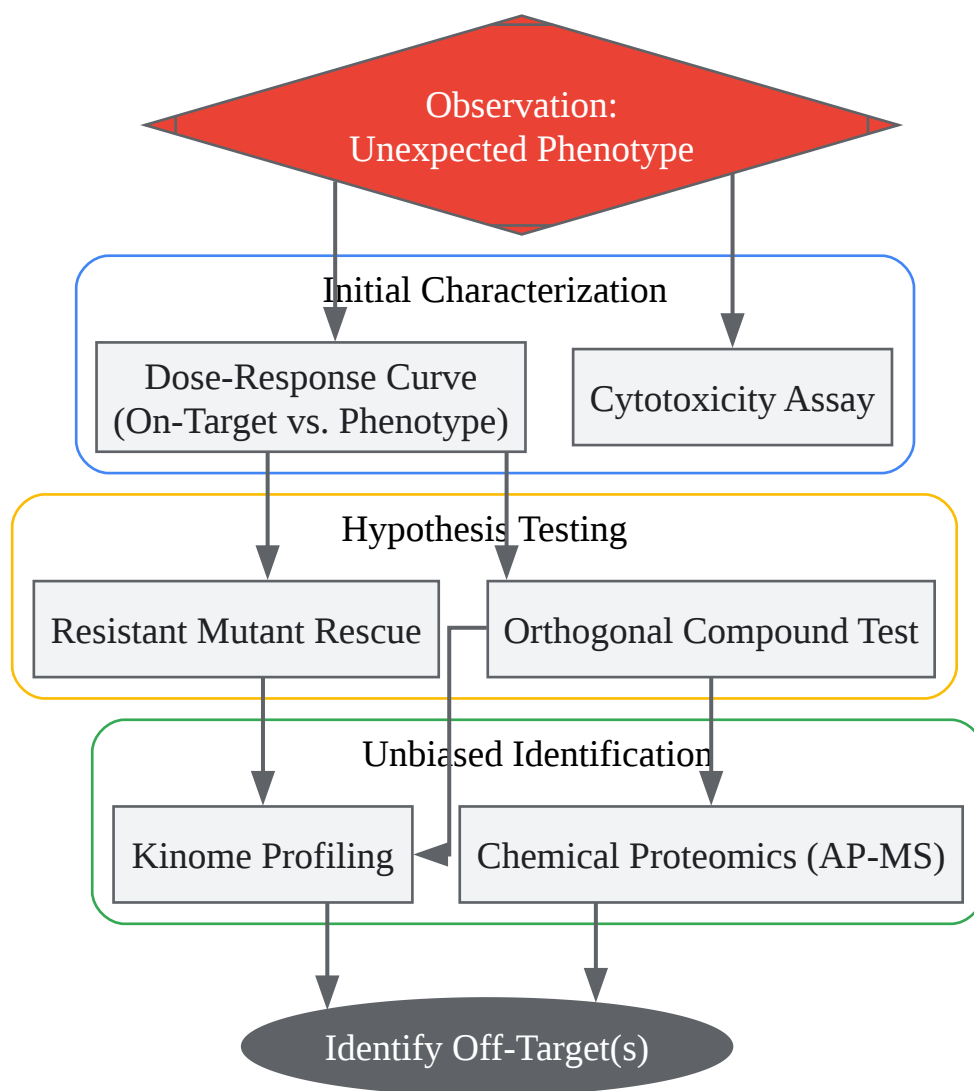 Observation:
Unexpected Phenotype
Initial Characterization
Dose-Response Curve
(On-Target vs. Phenotype)
Cytotoxicity Assay
Hypothesis Testing
Resistant Mutant Rescue
Orthogonal Compound Test
Unbiased Identification
Kinome Profiling
Chemical Proteomics (AP-MS)
Identify Off-Target(s)